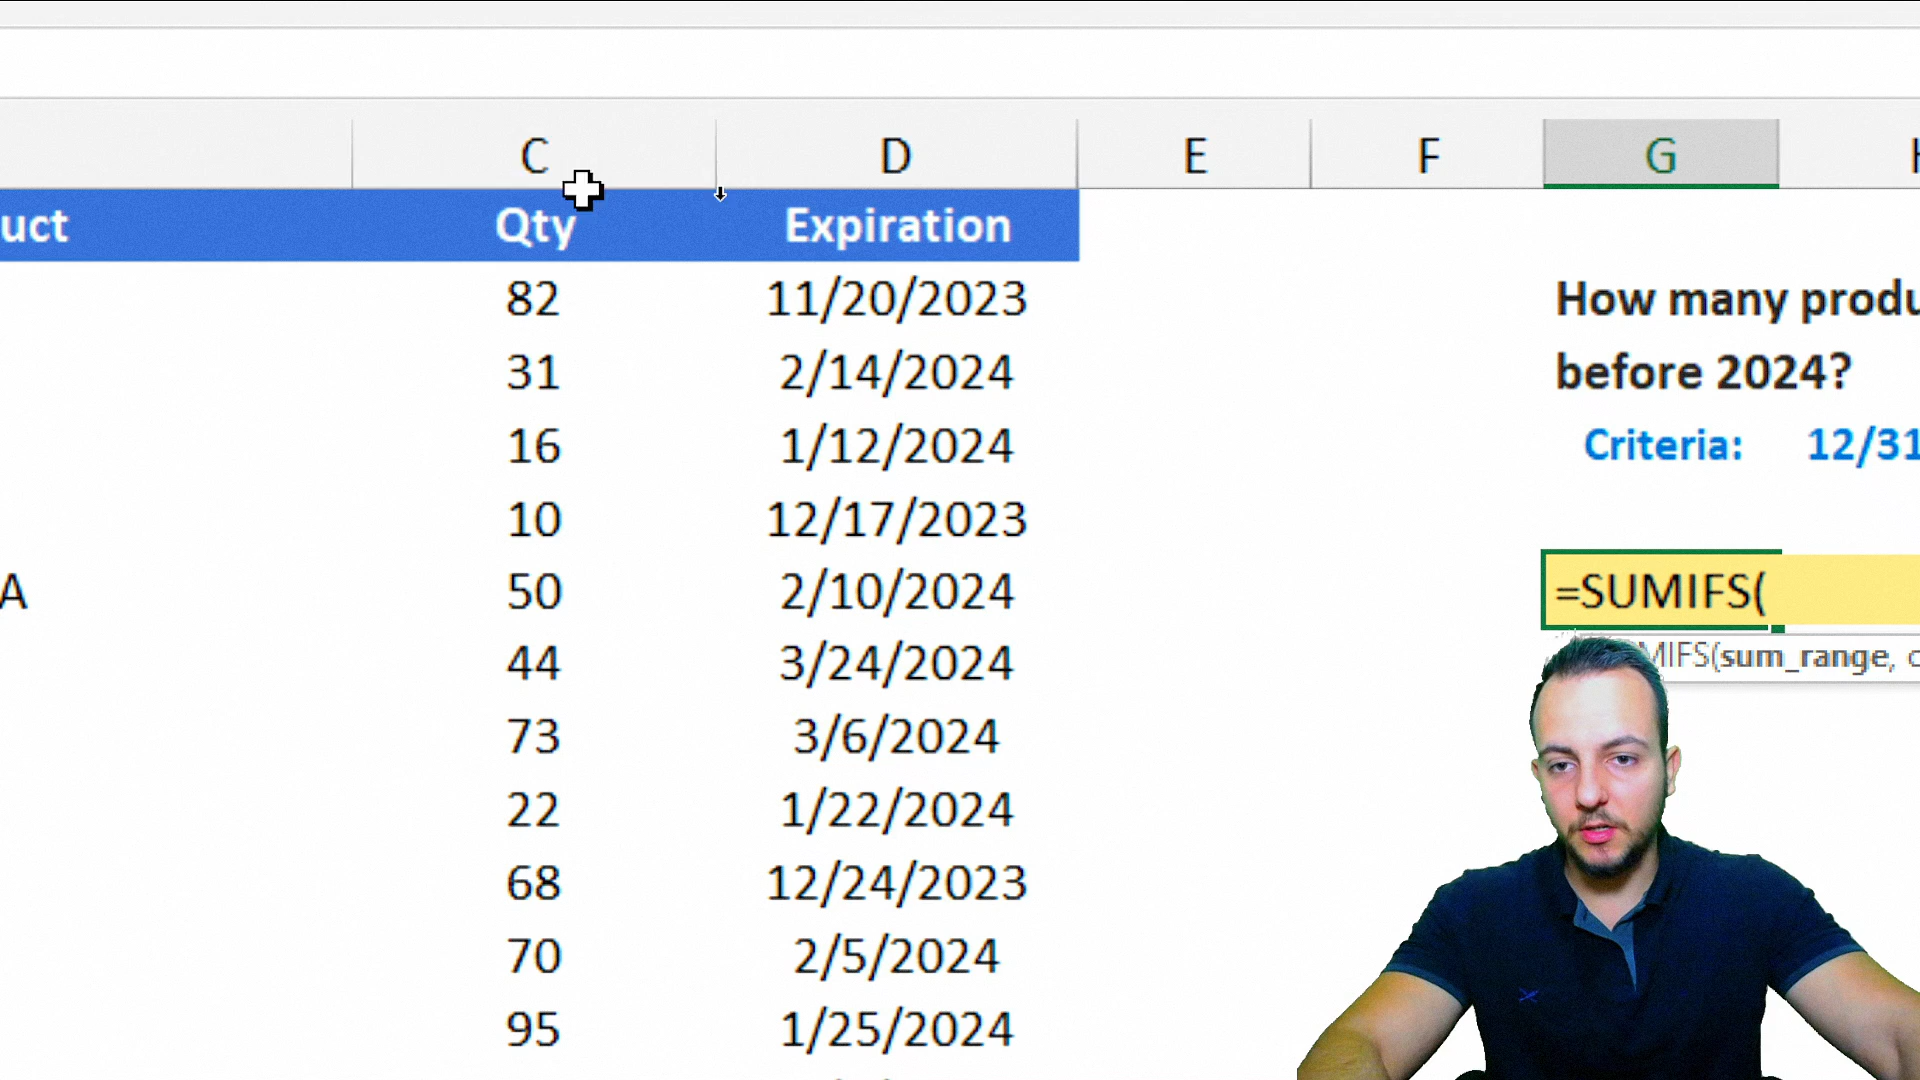 C D E F G
uct Qty Expiration
82 11/20/2023 How many produ
31 2/14/2024 before 2024?
16 1/12/2024 Criteria: 12/31
10 12/17/2023
A 50 2/10/2024 =SUMIFS(
44 3/24/2024 MIFS(sum_range, c
73 3/6/2024
22 1/22/2024
68 12/24/2023
70 2/5/2024
95 1/25/2024